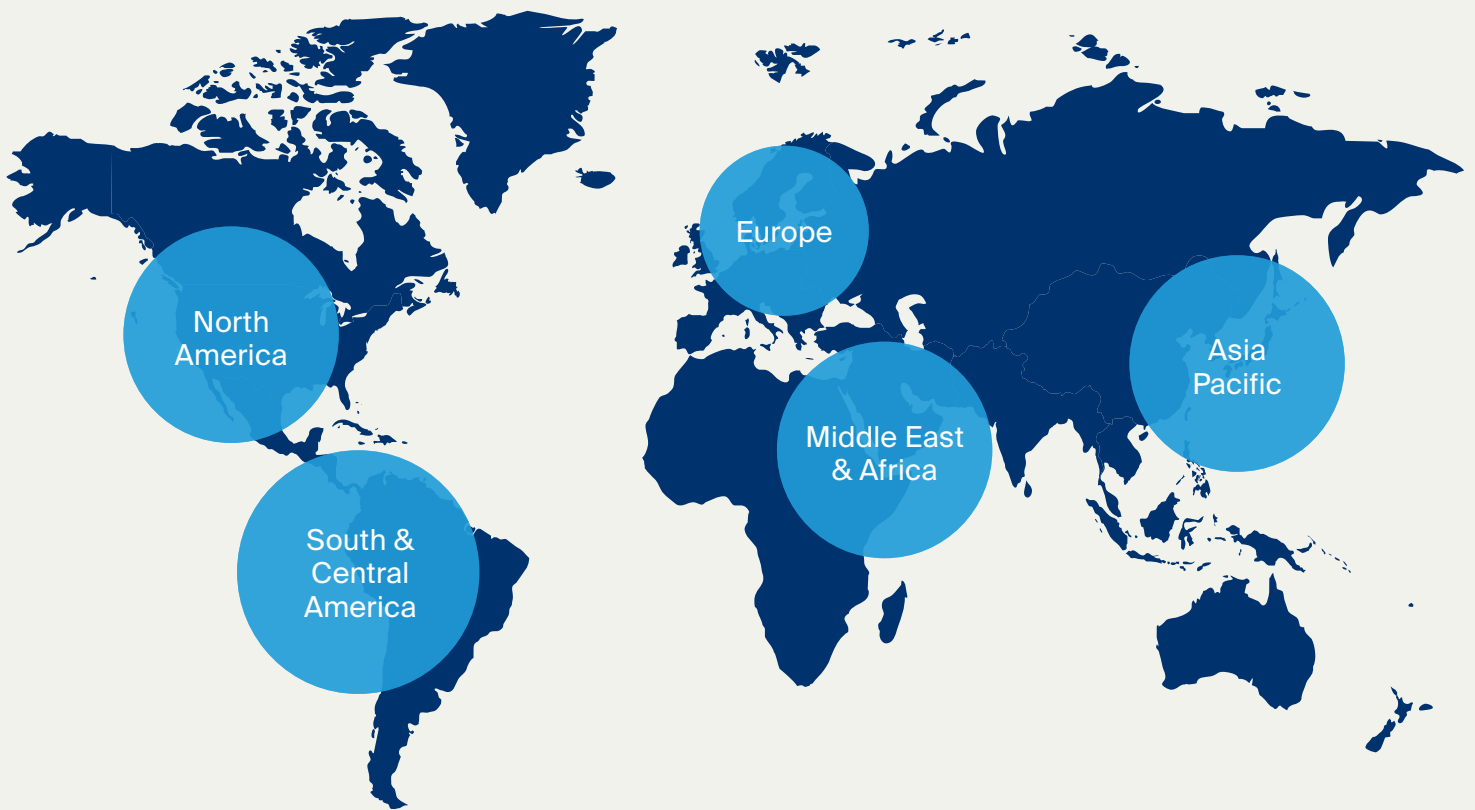 Europe
North
America
Asia
Pacific
Middle East
& Africa
South &
Central
America